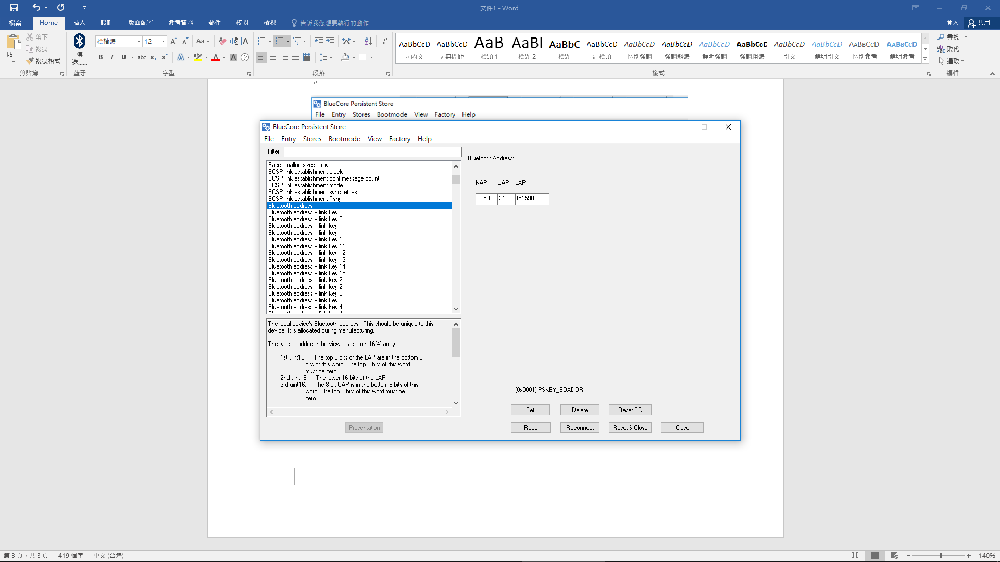 文件1 - Word
檔案 Home 插入 設計 版面配置 參考資料 郵件 校閱 檢視 告訴我您想要執行的動作... 登入 共用
貼上
剪下
複製
複製格式
剪貼簿
傳送......
藍牙
標楷體 12
字型
段落
AaBbCcD AaBbCcD AaB AaBl AaBbC AaBbCcD AaBbCcD AaBbCcD AaBbCcD AaBbCcD AaBbCcD AaBbCcD AaBbCcD AaBbCcD
內文 無間距 標題 1 標題 2 標題 副標題 區別強調 強調斜體 鮮明強調 強調粗體 引文 鮮明引文 區別參考 鮮明參考
樣式
尋找
取代
選取
編輯
BlueCore Persistent Store
File Entry Stores Bootmode View Factory Help
BlueCore Persistent Store
File Entry Stores Bootmode View Factory Help
Filter:
Base pmalloc sizes array
BCSP link establishment block
BCSP link establishment conf message count
BCSP link establishment mode
BCSP link establishment sync retries
BCSP link establishment Tshy
Bluetooth address
Bluetooth address + link key 0
Bluetooth address + link key 0
Bluetooth address + link key 1
Bluetooth address + link key 1
Bluetooth address + link key 10
Bluetooth address + link key 11
Bluetooth address + link key 12
Bluetooth address + link key 13
Bluetooth address + link key 14
Bluetooth address + link key 15
Bluetooth address + link key 2
Bluetooth address + link key 2
Bluetooth address + link key 3
Bluetooth address + link key 3
Bluetooth address + link key 4
Bluetooth address + link key 4
The local device's Bluetooth address. This should be unique to this
device. It is allocated during manufacturing.
The type bdaddr can be viewed as a uint16[4] array:
1st uint16: The top 8 bits of the LAP are in the bottom 8
bits of this word. The top 8 bits of this word
must be zero.
2nd uint16: The lower 16 bits of the LAP
3rd uint16: The 8-bit UAP is in the bottom 8 bits of this
word. The top 8 bits of this word must be
zero.
Presentation
Bluetooth Address:
NAP UAP LAP
98d3 31 fc1598
1 (0x0001) PSKEY_BDADDR
Set Delete Reset BC
Read Reconnect Reset & Close Close
第 3 頁，共 3 頁 419 個字 中文 (台灣) 140%